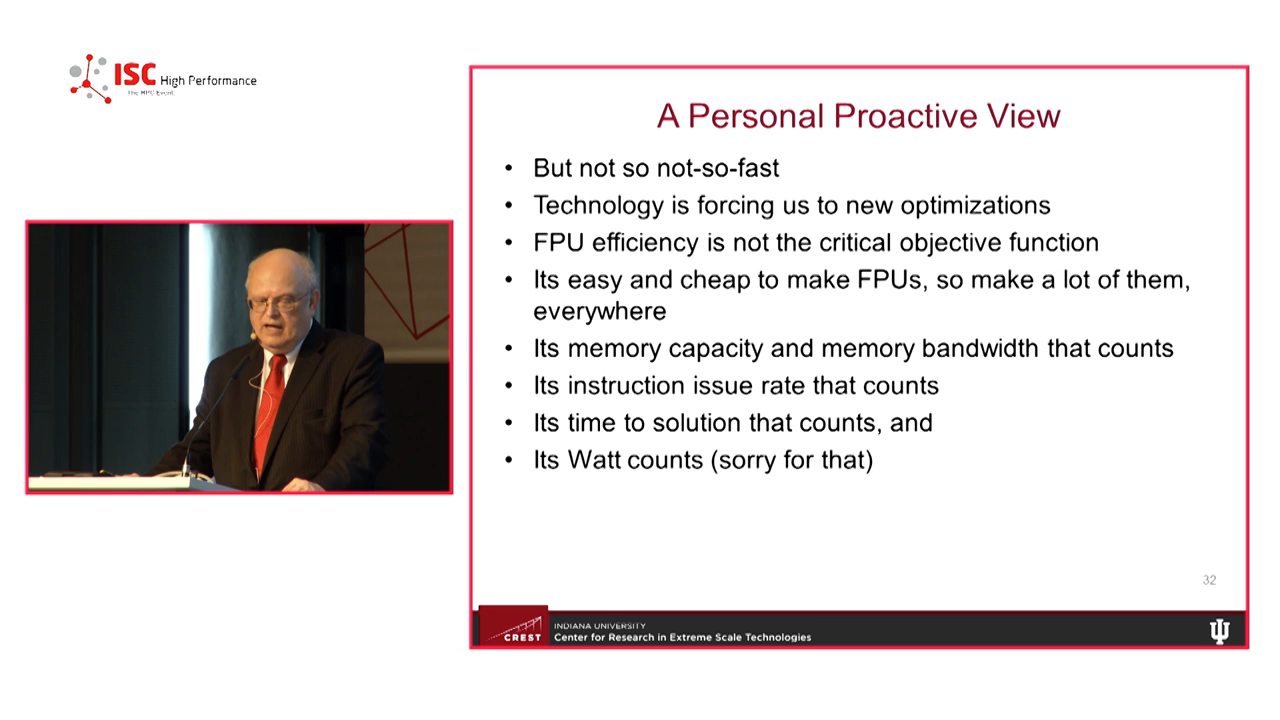 ISC High Performance
The HPC Event.
A Personal Proactive View
• But not so not-so-fast
• Technology is forcing us to new optimizations
• FPU efficiency is not the critical objective function
• Its easy and cheap to make FPUs, so make a lot of them,
everywhere
• Its memory capacity and memory bandwidth that counts
• Its instruction issue rate that counts
• Its time to solution that counts, and
• Its Watt counts (sorry for that)
32
CREST
INDIANA UNIVERSITY
Center for Research in Extreme Scale Technologies